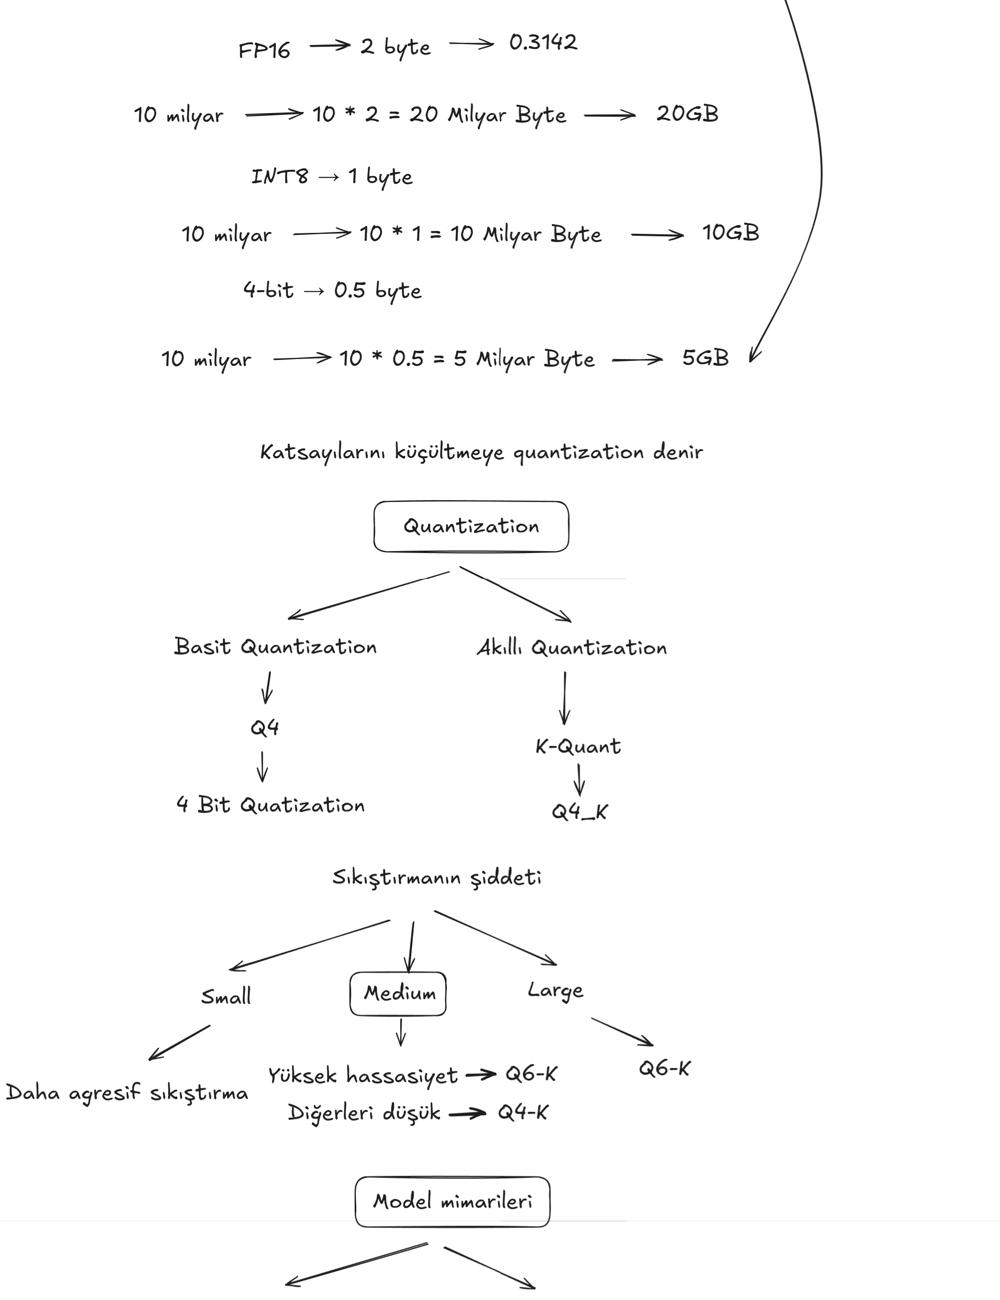 FP16 → 2 byte → 0.3142
10 milyar → 10 * 2 = 20 Milyar Byte → 20GB
INT8 → 1 byte
10 milyar → 10 * 1 = 10 Milyar Byte → 10GB
4-bit → 0.5 byte
10 milyar → 10 * 0.5 = 5 Milyar Byte → 5GB
Katsayılarını küçültmeye quantization denir
Quantization
Basit Quantization
Akıllı Quantization
Q4
K-Quant
4 Bit Quatization
Q4_K
Sıkıştırmanın şiddeti
Small
Medium
Large
Daha agresif sıkıştırma
Yüksek hassasiyet → Q6-K
Q6-K
Diğerleri düşük → Q4-K
Model mimarileri